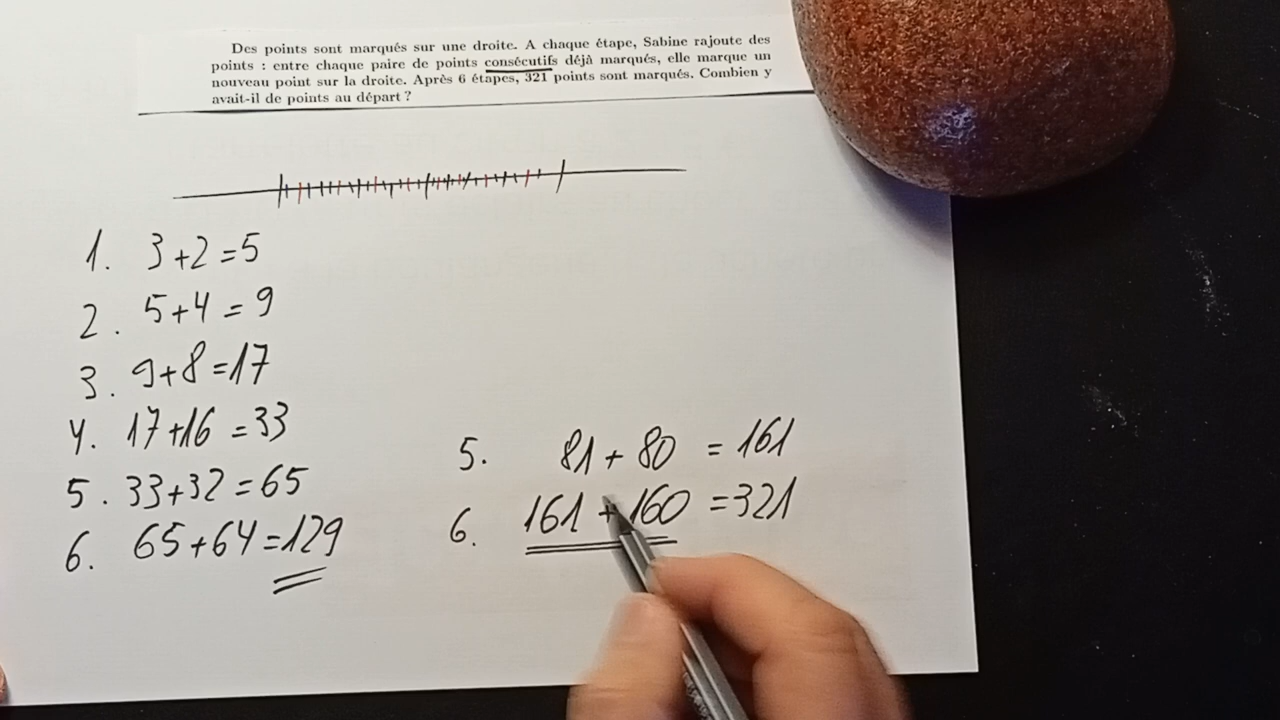 Des points sont marqués sur une droite. A chaque étape, Sabine rajoute des
points : entre chaque paire de points consécutifs déjà marqués, elle marque un
nouveau point sur la droite. Après 6 étapes, 321 points sont marqués. Combien y
avait-il de points au départ ?
1. 3+2=5
2. 5+4=9
3. 9+8=17
4. 17+16=33
5. 33+32=65
6. 65+64=129
5. 81+80=161
6. 161+160=321